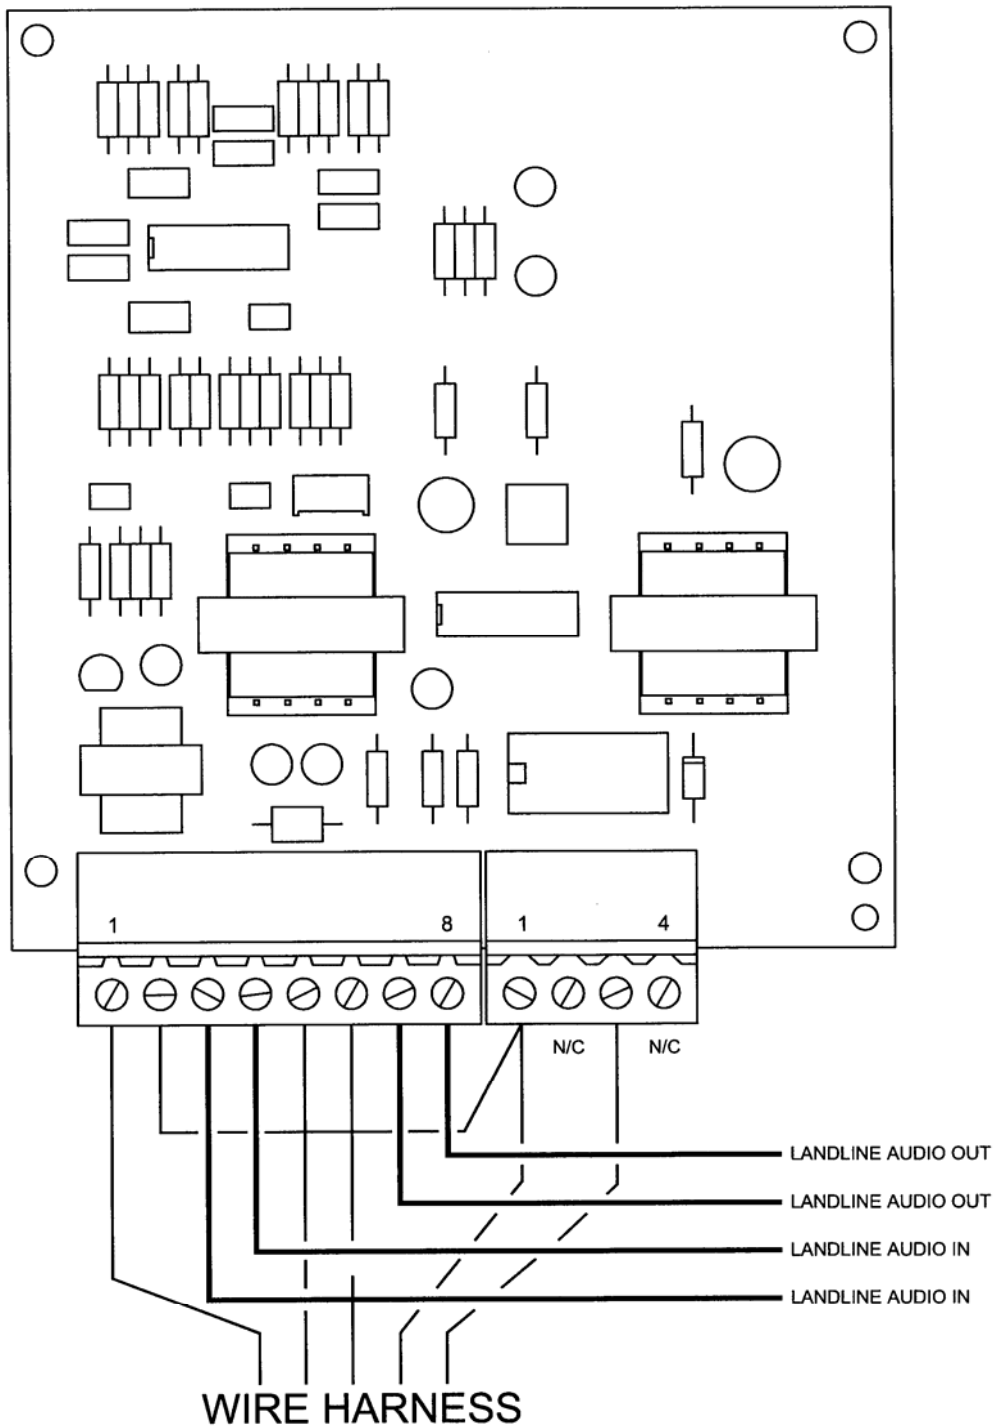 1 8 1 4
N/C N/C
LANDLINE AUDIO OUT
LANDLINE AUDIO OUT
LANDLINE AUDIO IN
LANDLINE AUDIO IN
WIRE HARNESS